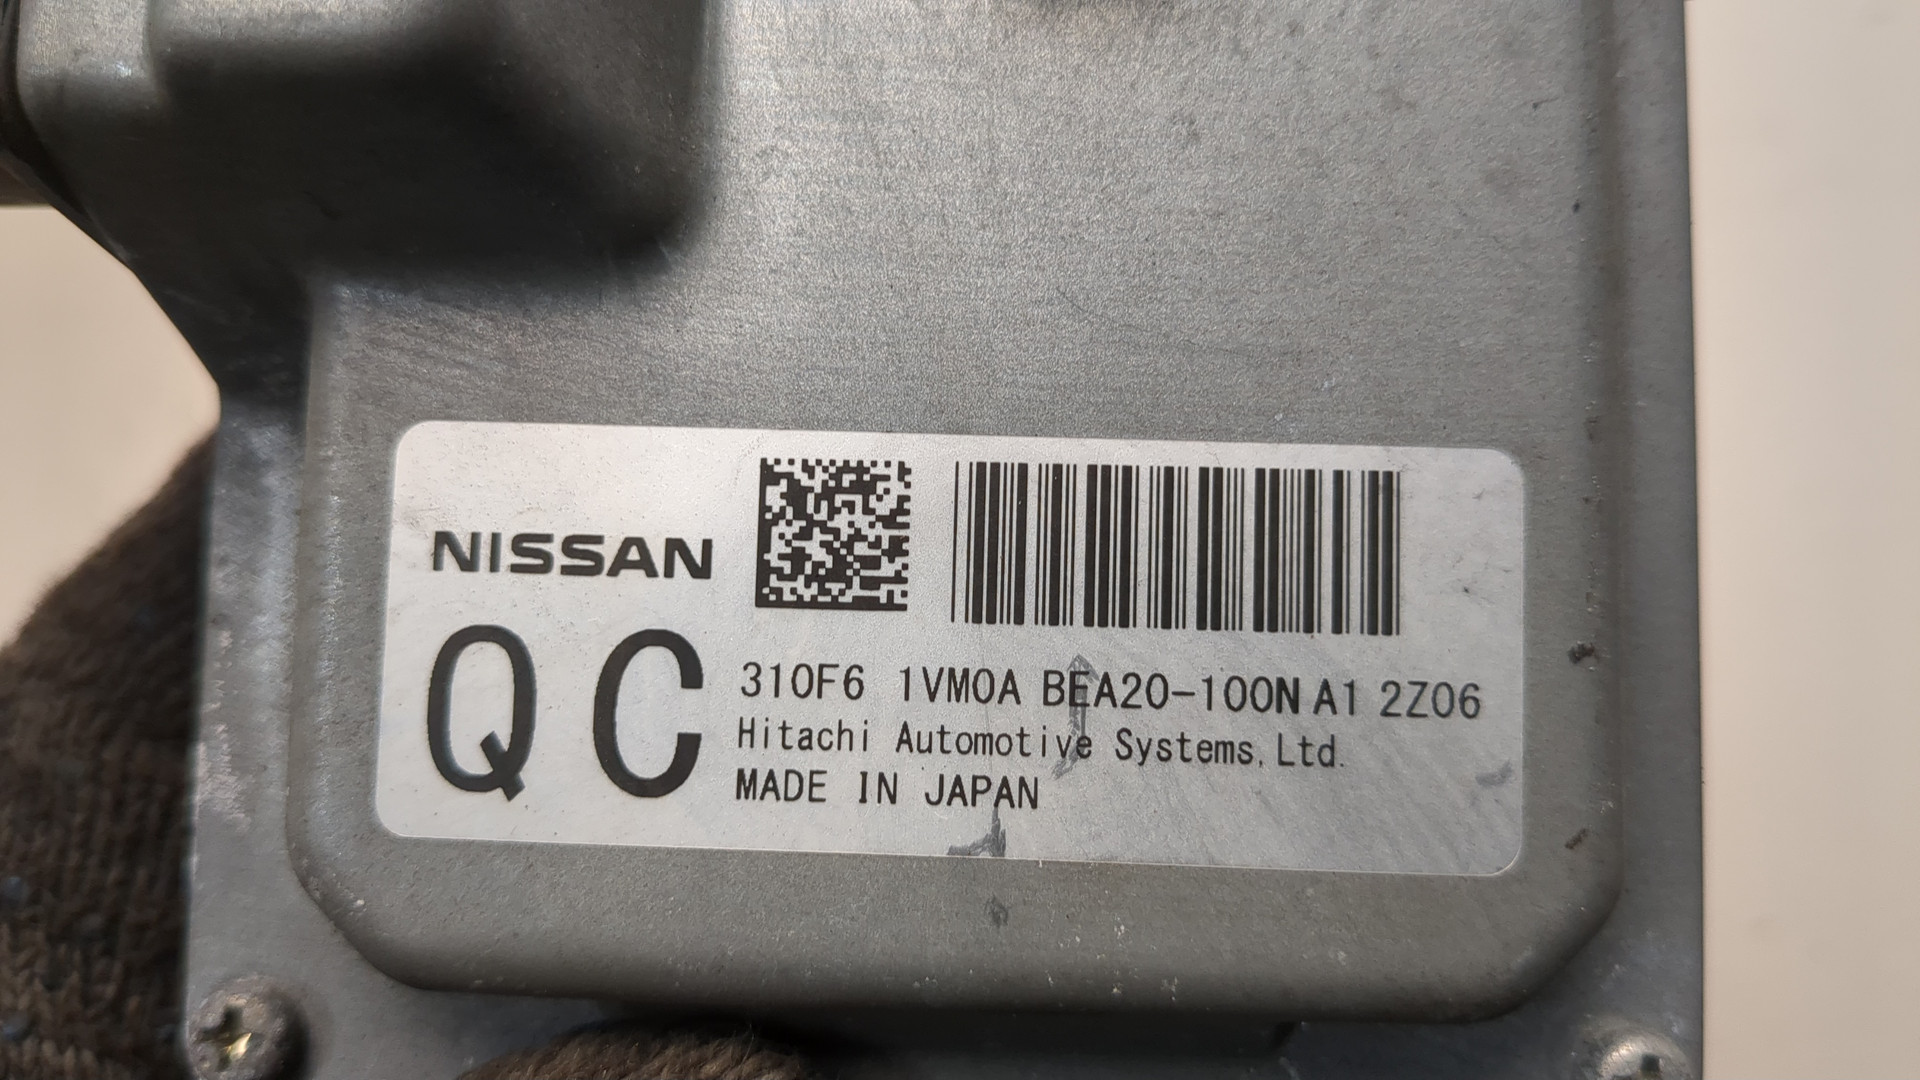 NISSAN
QC
310F6 1VM0A BEA20-100N A1 2Z06
Hitachi Automotive Systems,Ltd.
MADE IN JAPAN